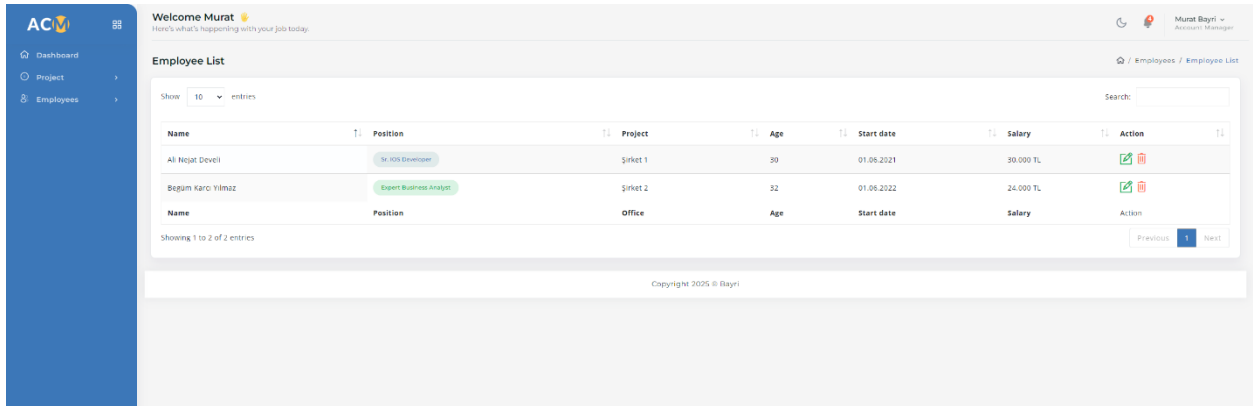 ACM
Dashboard
Project
Employees
Welcome Murat
Here's what's happening with your job today.
Murat Bayri
Account Manager
Employee List
/ Employees / Employee List
Show 10 entries
Search:
Name Position Project Age Start date Salary Action
Ali Nejat Develi Sr. IOS Developer Şirket 1 30 01.06.2021 30.000 TL
Begüm Karcı Yılmaz Expert Business Analyst Şirket 2 32 01.06.2022 24.000 TL
Name Position Office Age Start date Salary Action
Showing 1 to 2 of 2 entries
Previous 1 Next
Copyright 2025 © Bayri